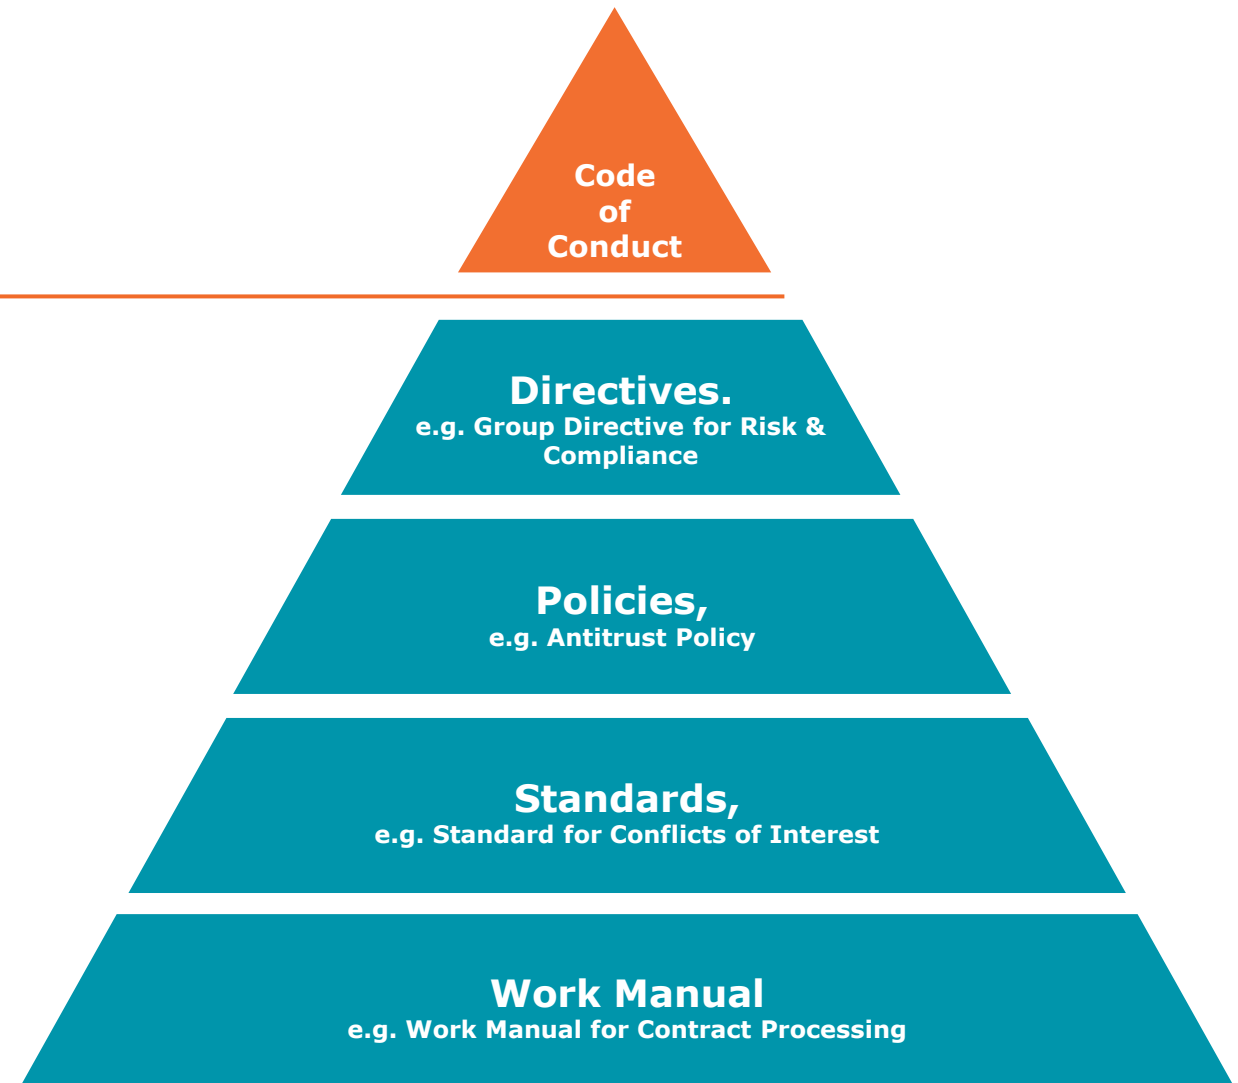 Code
of
Conduct
Directives.
e.g. Group Directive for Risk &
Compliance
Policies,
e.g. Antitrust Policy
Standards,
e.g. Standard for Conflicts of Interest
Work Manual
e.g. Work Manual for Contract Processing